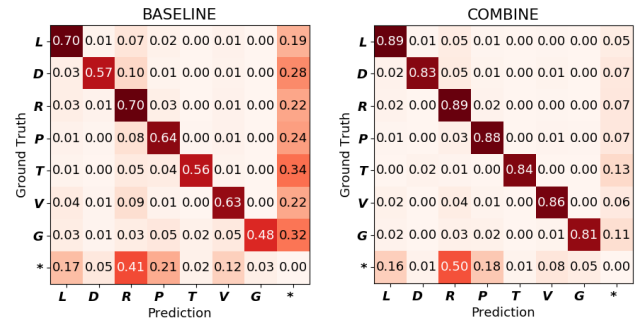 BASELINE COMBINE
L 0.70 0.01 0.07 0.02 0.00 0.01 0.00 0.19 L 0.89 0.01 0.05 0.01 0.00 0.00 0.00 0.05
D 0.03 0.57 0.10 0.01 0.00 0.01 0.00 0.28 D 0.02 0.83 0.05 0.01 0.00 0.00 0.00 0.07
R 0.03 0.01 0.70 0.03 0.00 0.01 0.00 0.22 R 0.02 0.00 0.89 0.02 0.00 0.00 0.00 0.07
P 0.01 0.00 0.08 0.64 0.00 0.01 0.00 0.24 P 0.01 0.00 0.03 0.88 0.00 0.01 0.00 0.07
T 0.01 0.00 0.05 0.04 0.56 0.01 0.00 0.34 T 0.00 0.02 0.01 0.00 0.84 0.00 0.00 0.13
V 0.04 0.01 0.09 0.01 0.00 0.63 0.00 0.22 V 0.02 0.00 0.04 0.01 0.00 0.86 0.00 0.06
G 0.03 0.01 0.03 0.05 0.02 0.05 0.48 0.32 G 0.02 0.00 0.03 0.02 0.00 0.01 0.81 0.11
* 0.17 0.05 0.41 0.21 0.02 0.12 0.03 0.00 * 0.16 0.01 0.50 0.18 0.01 0.08 0.05 0.00
L D R P T V G * L D R P T V G *
Prediction Prediction
Ground Truth Ground Truth